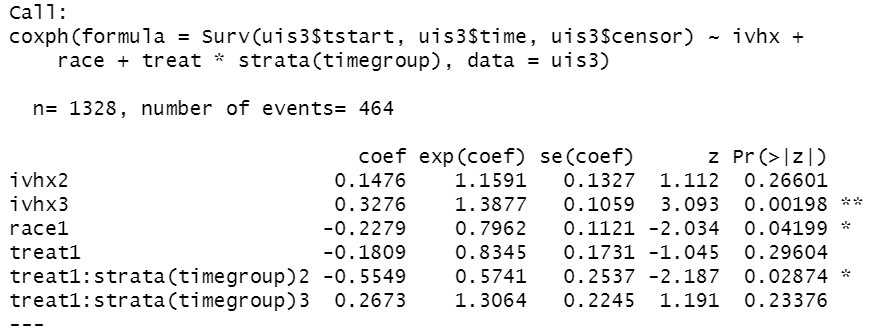 Call:
coxph(formula = Surv(uis3$tstart, uis3$time, uis3$censor) ~ ivhx +
    race + treat * strata(timegroup), data = uis3)
  n= 1328, number of events= 464
                             coef exp(coef) se(coef)      z Pr(>|z|)
ivhx2                      0.1476    1.1591   0.1327  1.112  0.26601
ivhx3                      0.3276    1.3877   0.1059  3.093  0.00198 **
race1                     -0.2279    0.7962   0.1121 -2.034  0.04199 *
treat1                    -0.1809    0.8345   0.1731 -1.045  0.29604
treat1:strata(timegroup)2 -0.5549    0.5741   0.2537 -2.187  0.02874 *
treat1:strata(timegroup)3  0.2673    1.3064   0.2245  1.191  0.23376
---